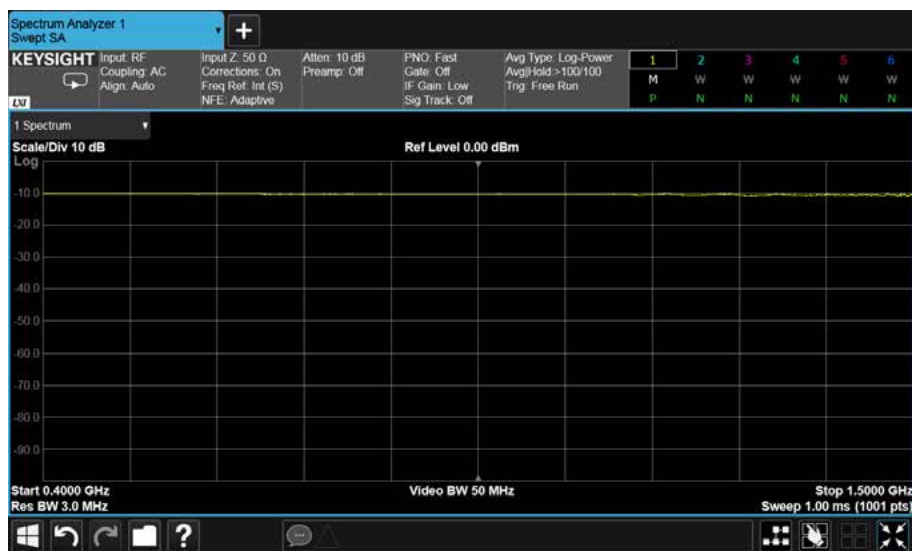 Spectrum Analyzer 1
Swept SA
KEYSIGHT
Input: RF
Coupling: AC
Align: Auto
Input Z: 50 Ω
Corrections: On
Freq Ref: Int (S)
NFE: Adaptive
Atten: 10 dB
Preamp: Off
PNO: Fast
Gate: Off
IF Gain: Low
Sig Track: Off
Avg Type: Log-Power
Avg|Hold:>100/100
Trig: Free Run
1 2 3 4 5 6
M W W W W W
P N N N N N
LXI
1 Spectrum
Scale/Div 10 dB
Ref Level 0.00 dBm
Log
-10.0
-20.0
-30.0
-40.0
-50.0
-60.0
-70.0
-80.0
-90.0
Start 0.4000 GHz
Video BW 50 MHz
Stop 1.5000 GHz
Res BW 3.0 MHz
Sweep 1.00 ms (1001 pts)
?